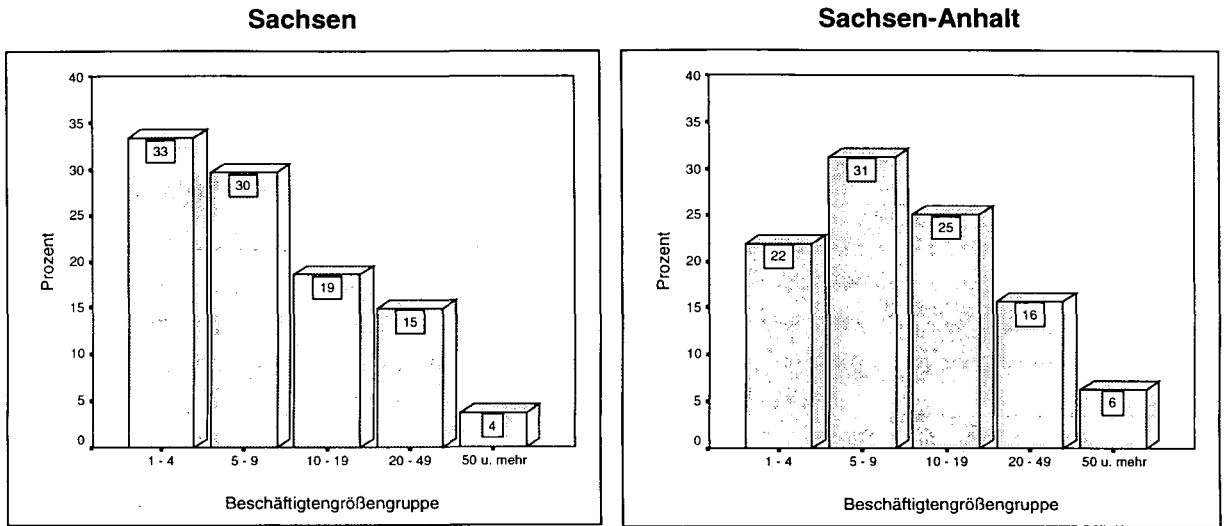 Sachsen
Prozent
40
35
30
25
20
15
10
5
0
33
30
19
15
4
1 - 4
5 - 9
10 - 19
20 - 49
50 u. mehr
Beschäftigtengrößengruppe
Sachsen-Anhalt
Prozent
40
35
30
25
20
15
10
5
0
22
31
25
16
6
1 - 4
5 - 9
10 - 19
20 - 49
50 u. mehr
Beschäftigtengrößengruppe